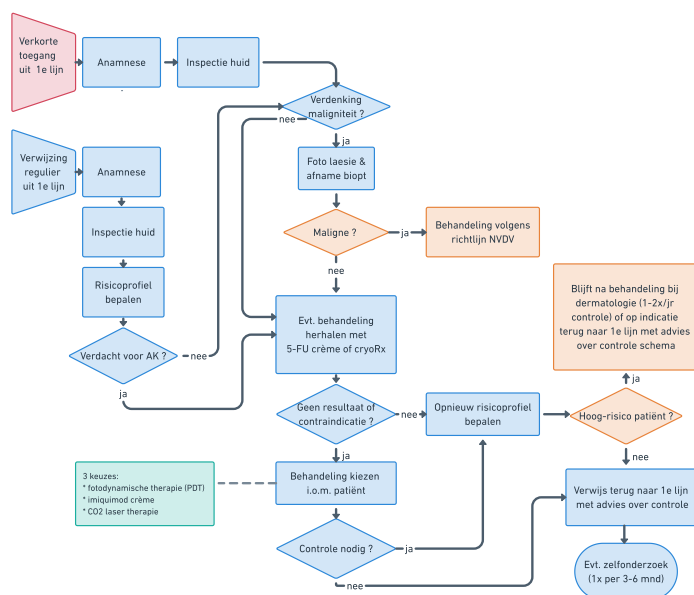 Verkorte
toegang
uit 1e lijn
Anamnese
Inspectie huid
Verdenking
maligniteit ?
nee
ja
Verwijzing
regulier
uit 1e lijn
Anamnese
Foto laesie &
afname biopt
Inspectie huid
Maligne ?
ja
Behandeling volgens
richtlijn NVDV
nee
Risicoprofiel
bepalen
Evt. behandeling
herhalen met
5-FU crème of cryoRx
Blijft na behandeling bij
dermatologie (1-2x/jr
controle) of op indicatie
terug naar 1e lijn met advies
over controle schema
Verdacht voor AK ?
nee
ja
ja
Geen resultaat of
contraindicatie ?
nee
Opnieuw risicoprofiel
bepalen
Hoog-risico patiënt ?
ja
nee
3 keuzes:
* fotodynamische therapie (PDT)
* imiquimod crème
* CO2 laser therapie
Behandeling kiezen
i.o.m. patiënt
Verwijs terug naar 1e lijn
met advies over controle
Controle nodig ?
ja
nee
Evt. zelfonderzoek
(1x per 3-6 mnd)